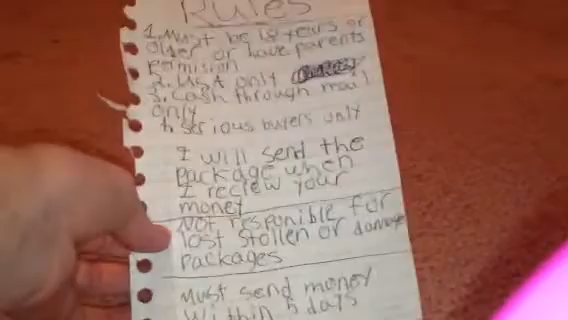 Rules
1. Must be 18 years or
older or have parents
permision
2. U.S.A only
3. Cash through mail
only
4. serious buyers only
I will send the
package when
I reciew your
money
Not responible for
lost stollen or damage
packages
Must send money
within 5 days